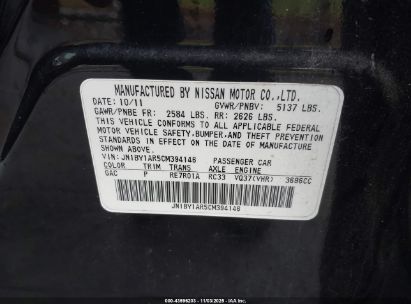 MANUFACTURED BY NISSAN MOTOR CO.,LTD.
DATE: 10/11 GVWR/PNBV: 5137 LBS.
GAWR/PNBE FR: 2584 LBS. RR: 2626 LBS.
THIS VEHICLE CONFORMS TO ALL APPLICABLE FEDERAL
MOTOR VEHICLE SAFETY, BUMPER, AND THEFT PREVENTION
STANDARDS IN EFFECT ON THE DATE OF MANUFACTURE
SHOWN ABOVE.
VIN: JN1BY1AR5CM394146 PASSENGER CAR
COLOR TRIM TRANS AXLE ENGINE
GAC P RE7R01A RC33 VQ37(VHR) 3696CC
JN1BY1AR5CM394146